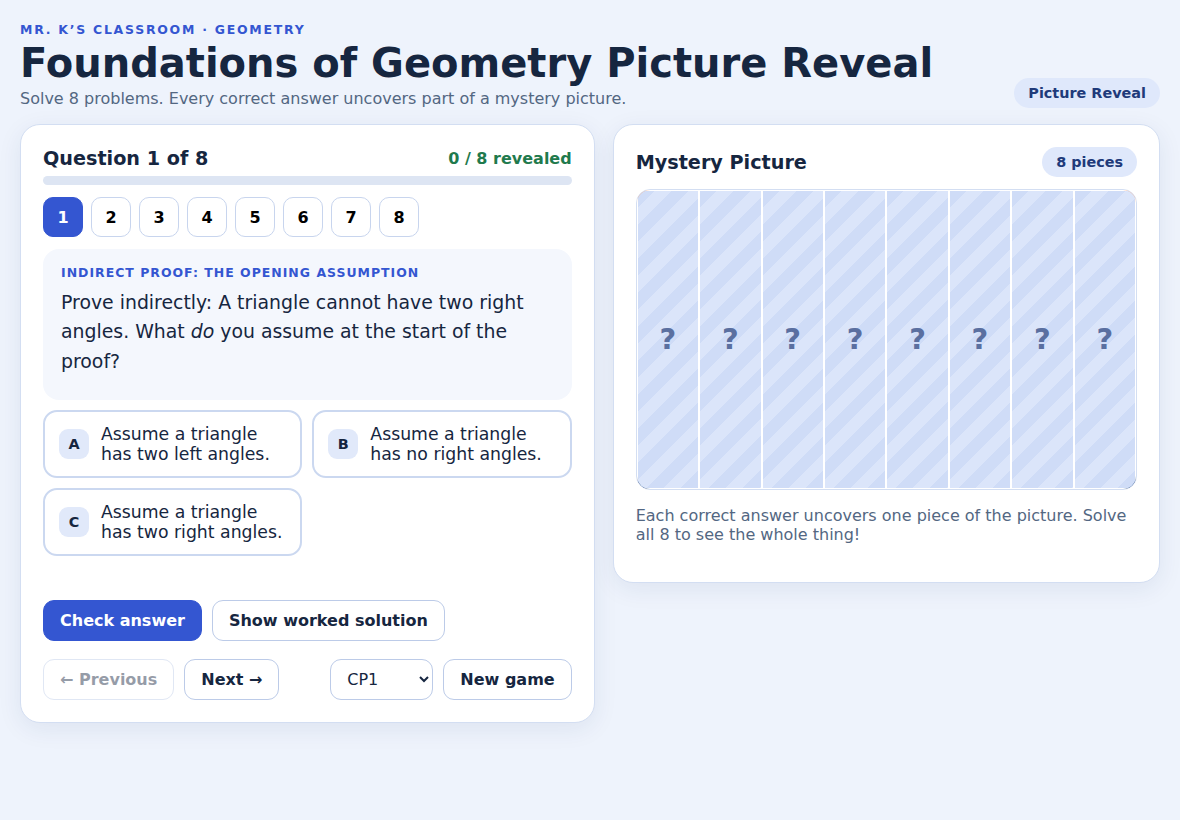 MR. K’S CLASSROOM · GEOMETRY
Foundations of Geometry Picture Reveal
Solve 8 problems. Every correct answer uncovers part of a mystery picture.
Picture Reveal
Question 1 of 8
0 / 8 revealed
1 2 3 4 5 6 7 8
INDIRECT PROOF: THE OPENING ASSUMPTION
Prove indirectly: A triangle cannot have two right
angles. What do you assume at the start of the
proof?
A
Assume a triangle
has two left angles.
B
Assume a triangle
has no right angles.
C
Assume a triangle
has two right angles.
Check answer
Show worked solution
← Previous
Next →
CP1
New game
Mystery Picture
8 pieces
? ? ? ? ? ? ? ?
Each correct answer uncovers one piece of the picture. Solve
all 8 to see the whole thing!